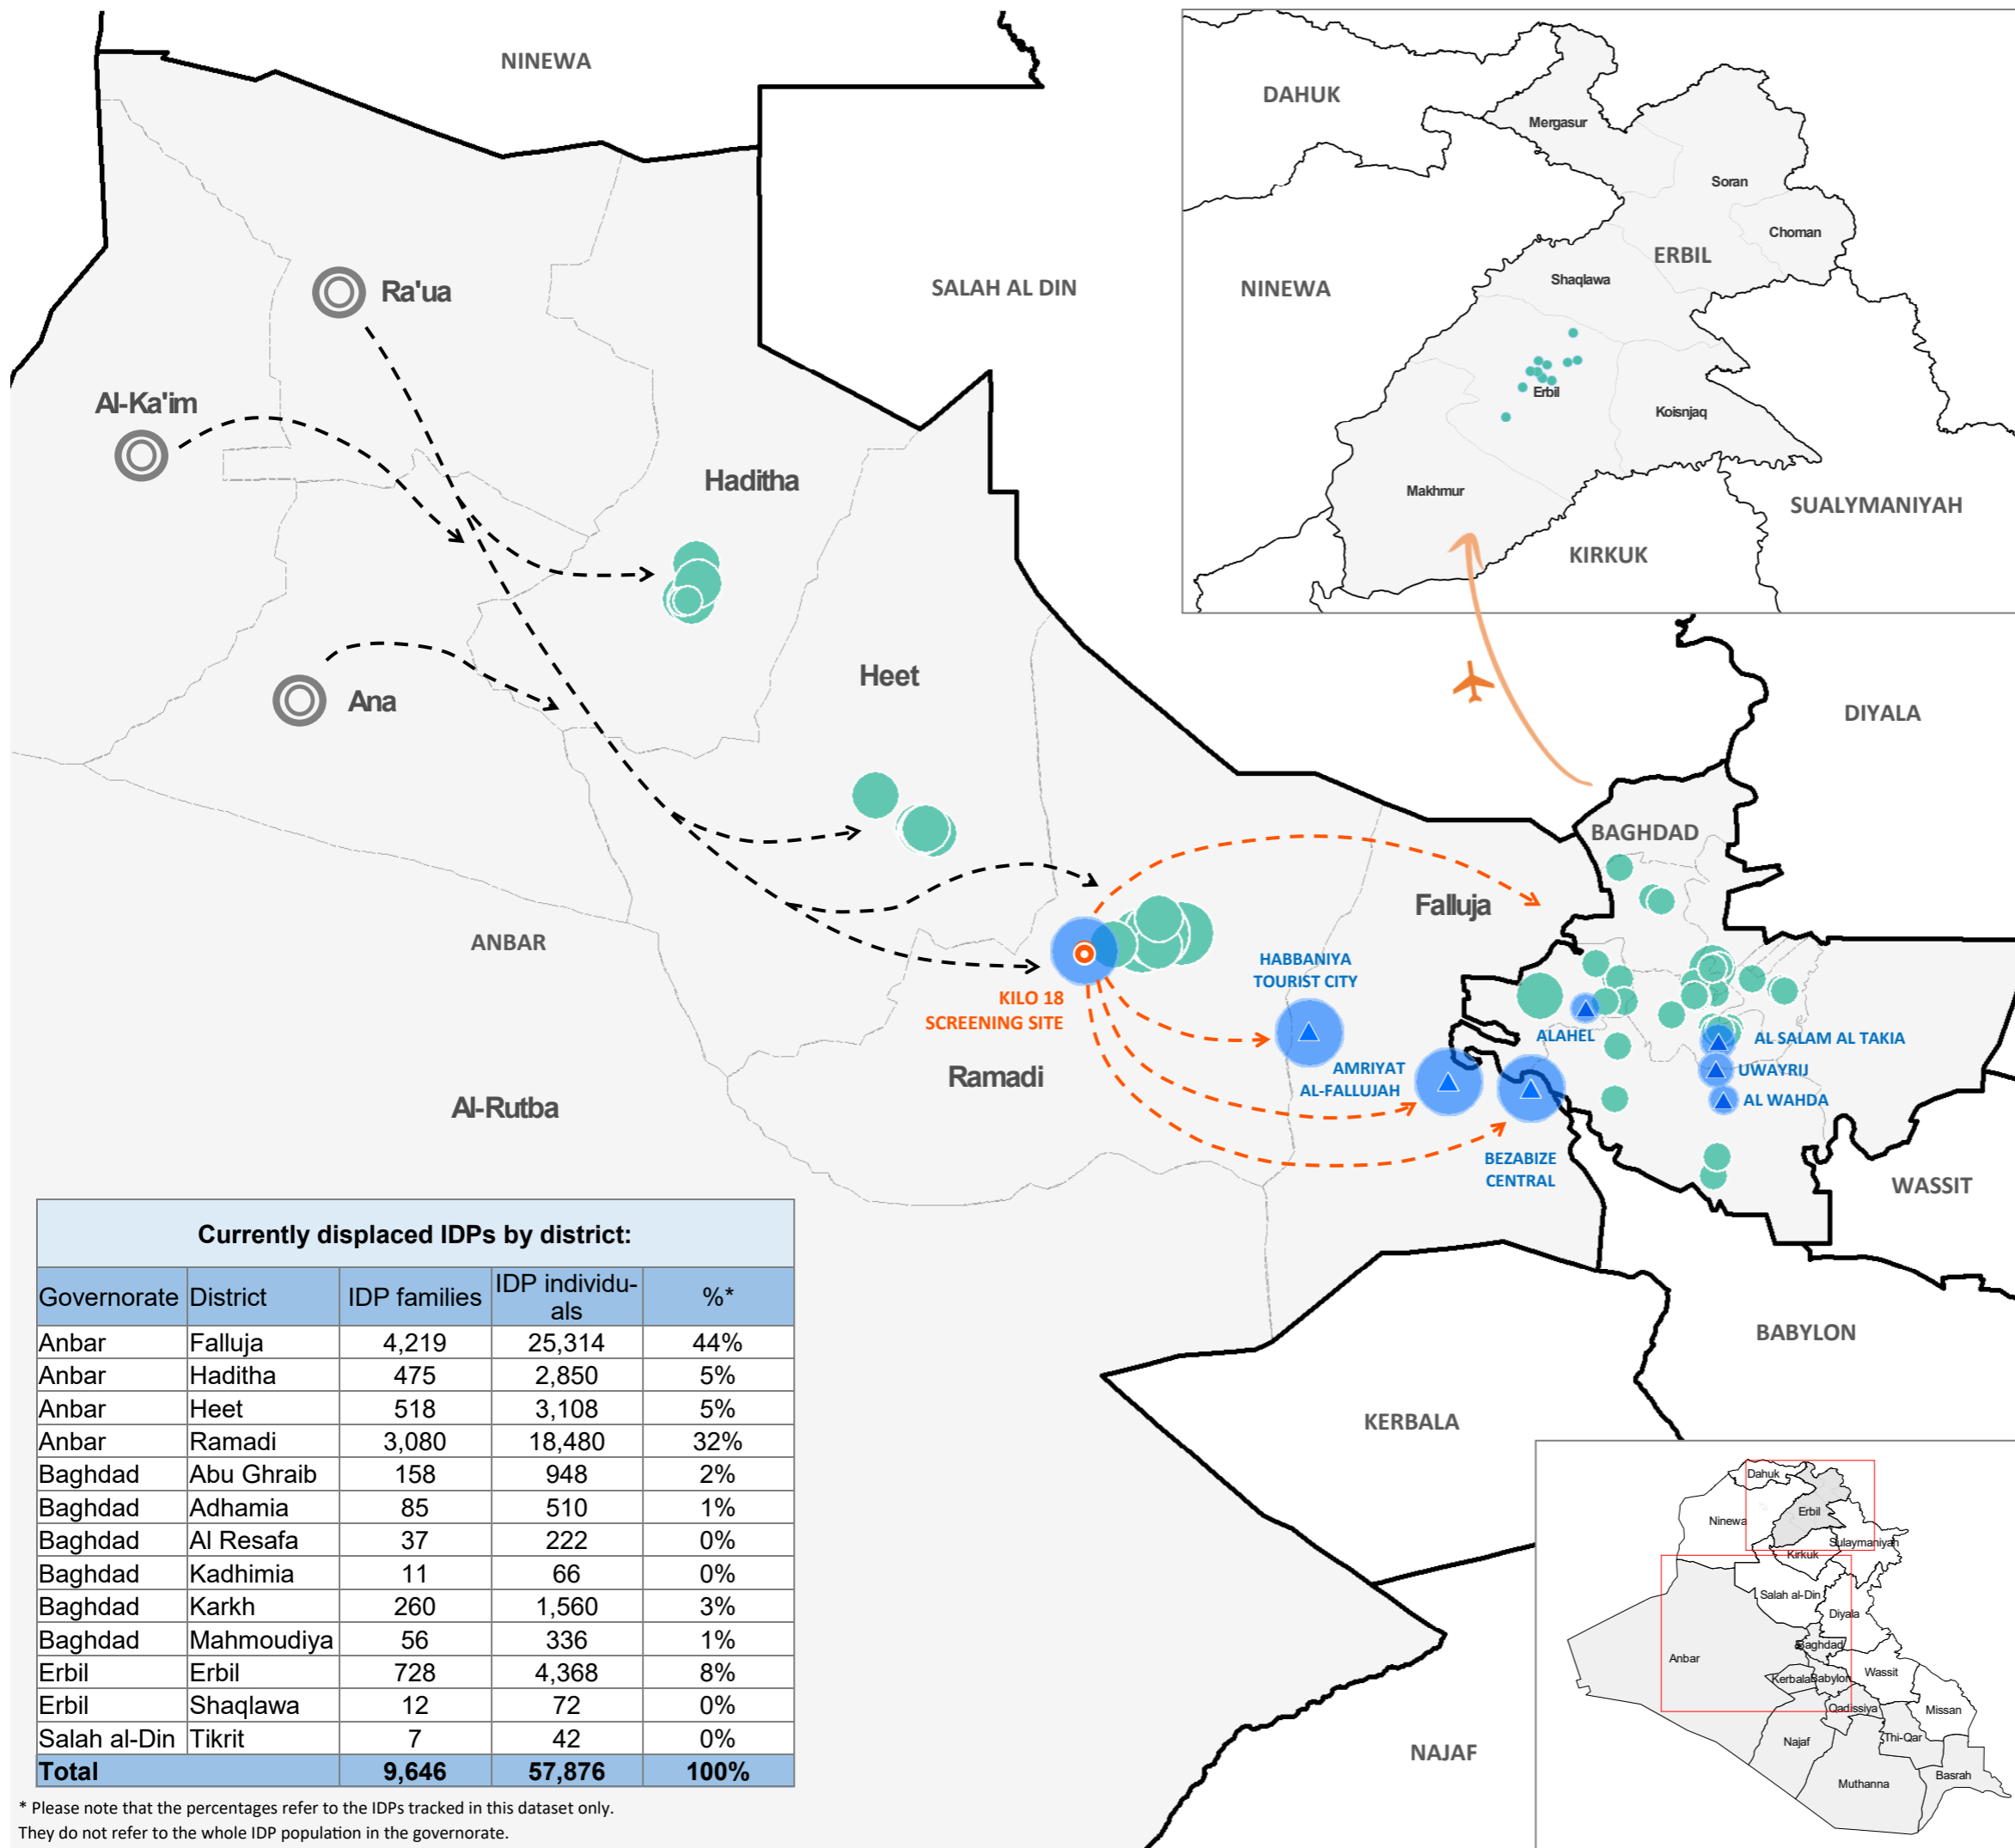 NINEWA
SALAH AL DIN
Ra'ua
Al-Ka'im
Haditha
Ana
Heet
ANBAR
Al-Rutba
Ramadi
Falluja
KILO 18
SCREENING SITE
HABBANIYA
TOURIST CITY
AMRIYAT
AL-FALLUJAH
BEZABIZE
CENTRAL
BAGHDAD
ALAHEL
AL SALAM AL TAKIA
UWAYRIJ
AL WAHDA
DIYALA
WASSIT
BABYLON
KERBALA
NAJAF
DAHUK
Mergasur
Soran
Choman
ERBIL
Shaqlawa
NINEWA
Erbil
Koisnjaq
Makhmur
SUALYMANIYAH
KIRKUK
Currently displaced IDPs by district:
Governorate District IDP families IDP individu-
als %*
Anbar Falluja 4,219 25,314 44%
Anbar Haditha 475 2,850 5%
Anbar Heet 518 3,108 5%
Anbar Ramadi 3,080 18,480 32%
Baghdad Abu Ghraib 158 948 2%
Baghdad Adhamia 85 510 1%
Baghdad Al Resafa 37 222 0%
Baghdad Kadhimia 11 66 0%
Baghdad Karkh 260 1,560 3%
Baghdad Mahmoudiya 56 336 1%
Erbil Erbil 728 4,368 8%
Erbil Shaqlawa 12 72 0%
Salah al-Din Tikrit 7 42 0%
Total 9,646 57,876 100%
* Please note that the percentages refer to the IDPs tracked in this dataset only.
They do not refer to the whole IDP population in the governorate.
Dahuk
Ninewa
Erbil
Sulaymaniyah
Kirkuk
Salah al-Din
Diyala
Baghdad
Anbar
Kerbala
Babylon
Wassit
Qadissiya
Missan
Najaf
Thi-Qar
Muthanna
Basrah